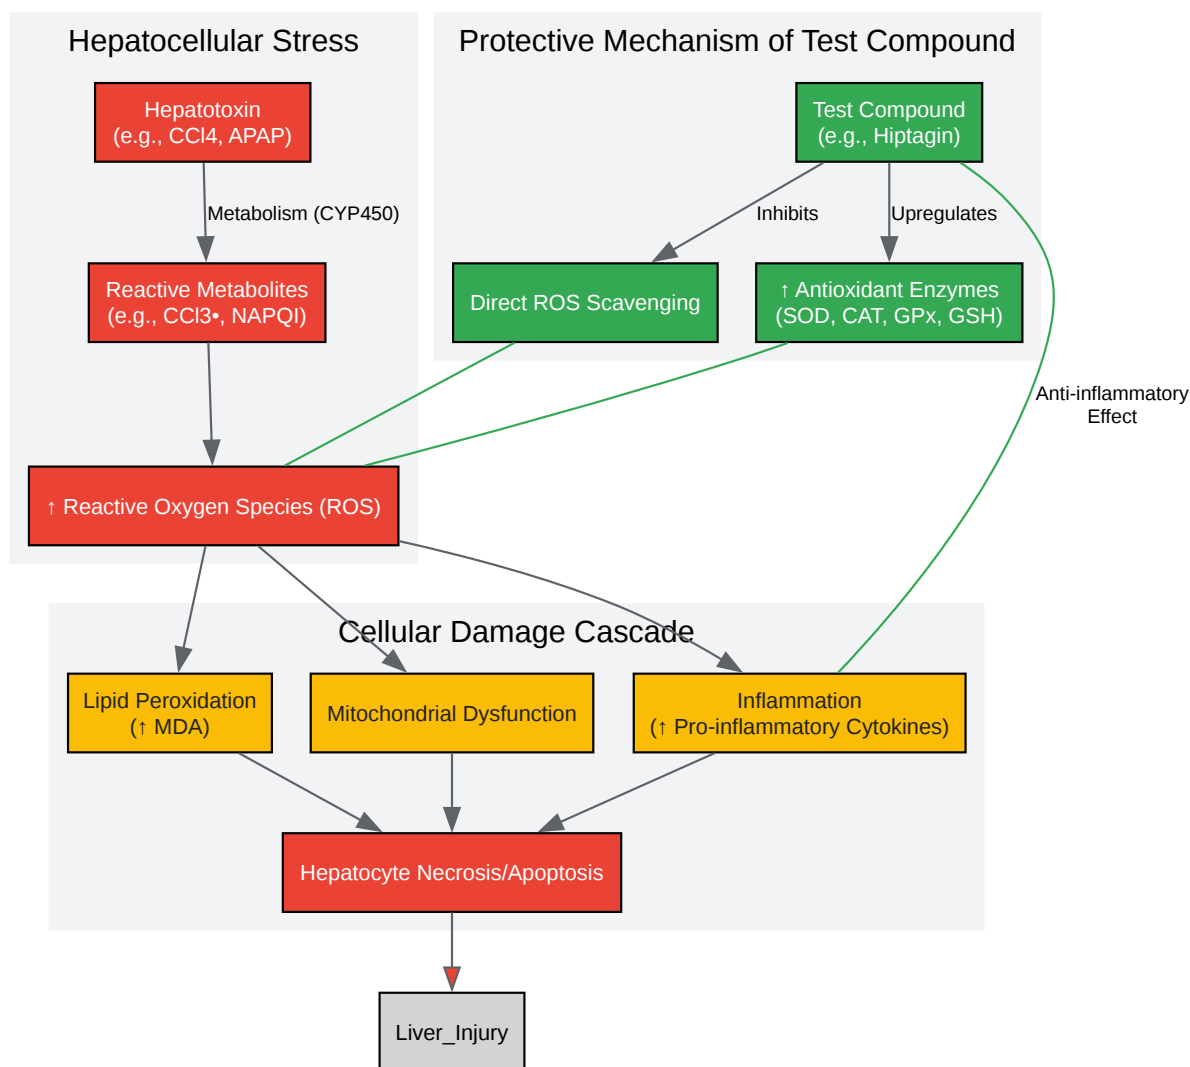 Hepatocellular Stress
Protective Mechanism of Test Compound
Hepatotoxin
(e.g., CCl4, APAP)
Test Compound
(e.g., Hiptagin)
Metabolism (CYP450)
Inhibits
Upregulates
Reactive Metabolites
(e.g., CCl3•, NAPQI)
Direct ROS Scavenging
↑ Antioxidant Enzymes
(SOD, CAT, GPx, GSH)
Anti-inflammatory
Effect
↑ Reactive Oxygen Species (ROS)
Cellular Damage Cascade
Lipid Peroxidation
(↑ MDA)
Mitochondrial Dysfunction
Inflammation
(↑ Pro-inflammatory Cytokines)
Hepatocyte Necrosis/Apoptosis
Liver_Injury